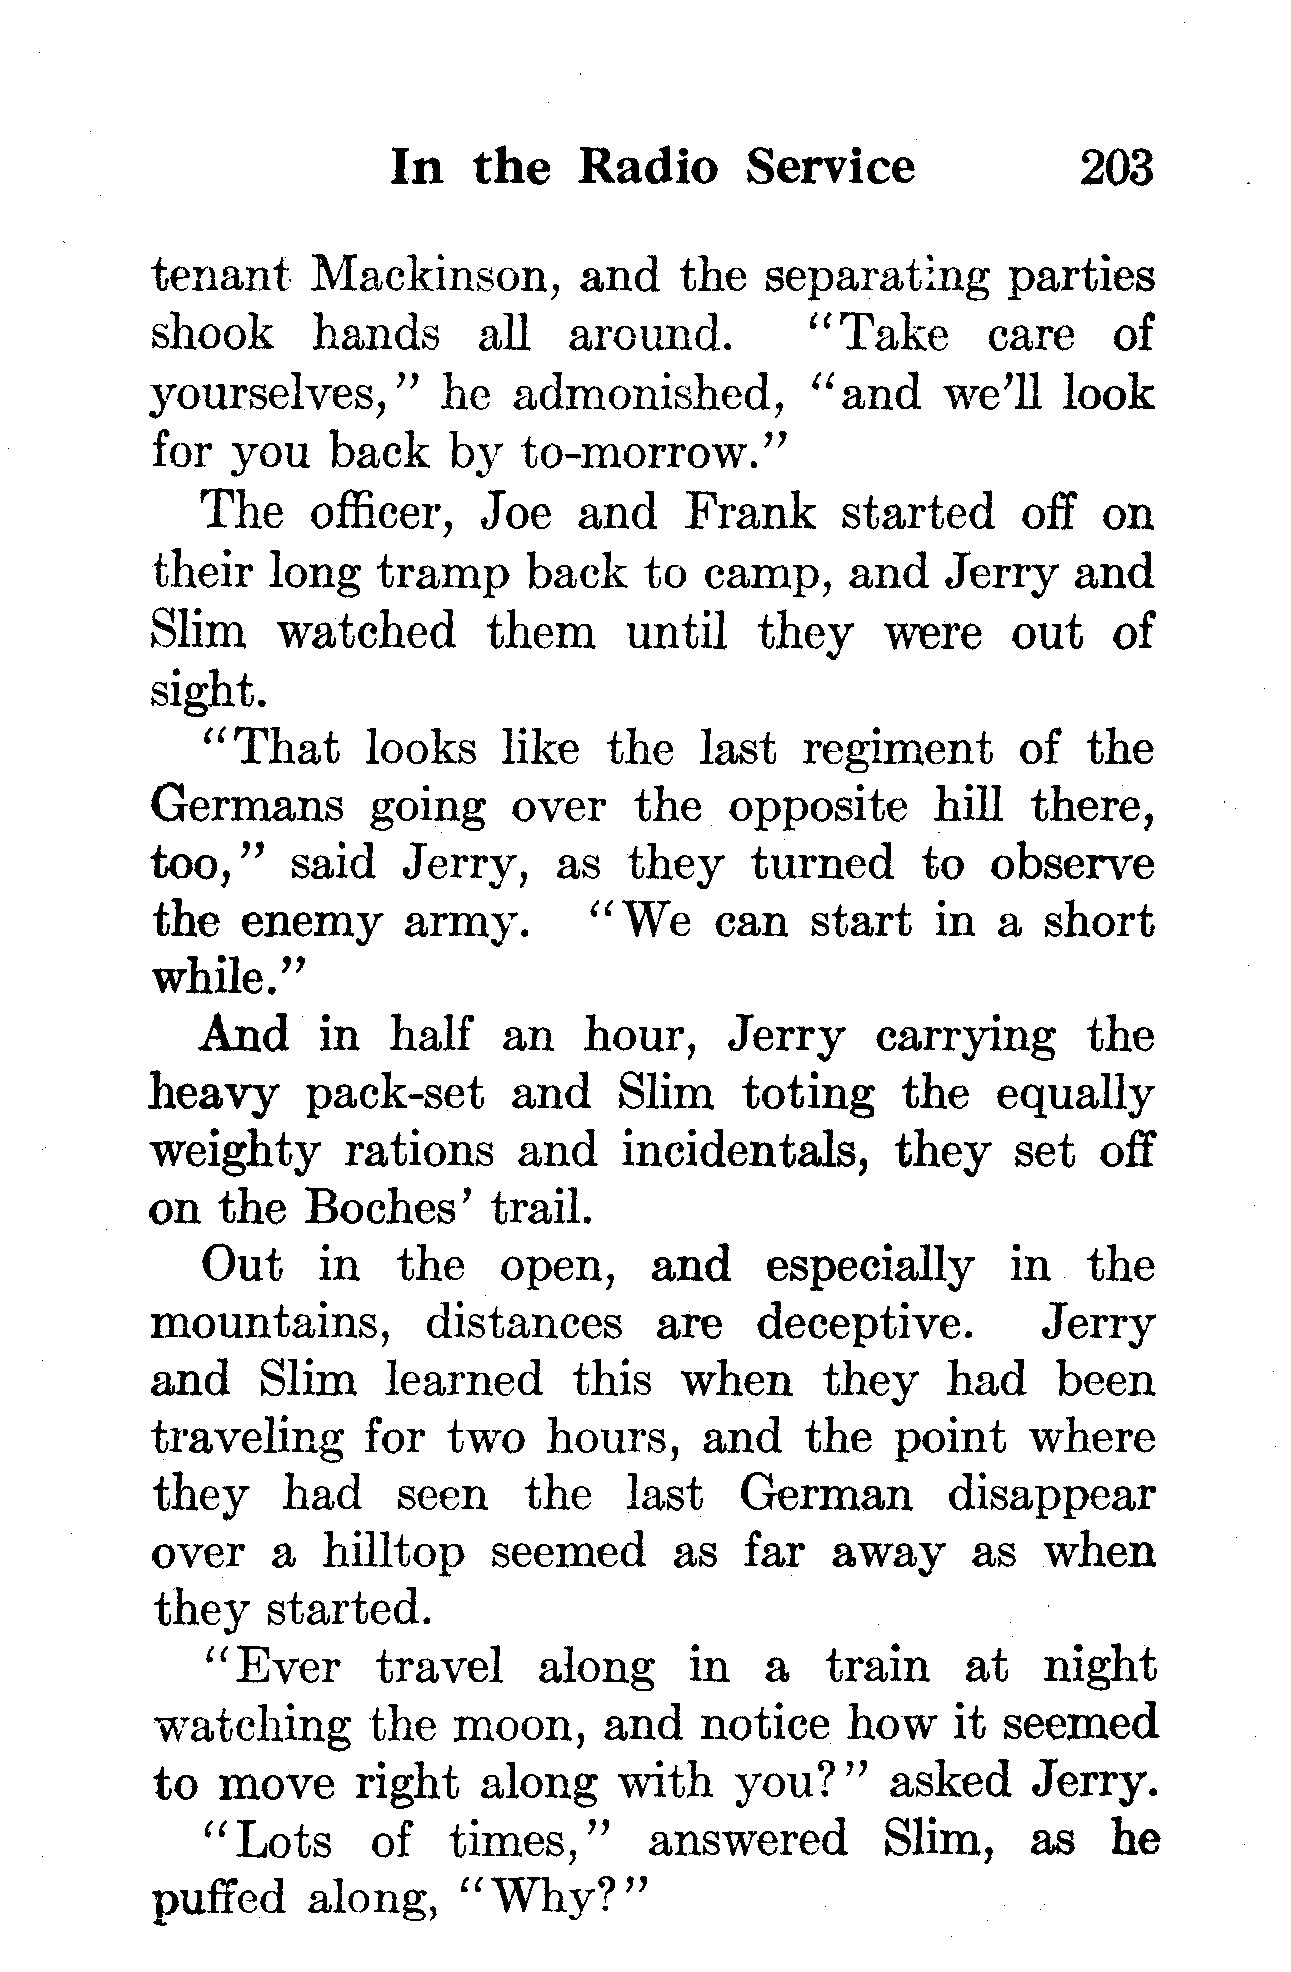 In the Radio Service 203
tenant Mackinson, and the separating parties
shook hands all around. "Take care of
yourselves," he admonished, "and we'll look
for you back by to-morrow."
The officer, Joe and Frank started off on
their long tramp back to camp, and Jerry and
Slim watched them until they were out of
sight.
"That looks like the last regiment of the
Germans going over the opposite hill there,
too," said Jerry, as they turned to observe
the enemy army. "We can start in a short
while."
And in half an hour, Jerry carrying the
heavy pack-set and Slim toting the equally
weighty rations and incidentals, they set off
on the Boches' trail.
Out in the open, and especially in the
mountains, distances are deceptive. Jerry
and Slim learned this when they had been
traveling for two hours, and the point where
they had seen the last German disappear
over a hilltop seemed as far away as when
they started.
"Ever travel along in a train at night
watching the moon, and notice how it seemed
to move right along with you?" asked Jerry.
"Lots of times," answered Slim, as he
puffed along, "Why?"